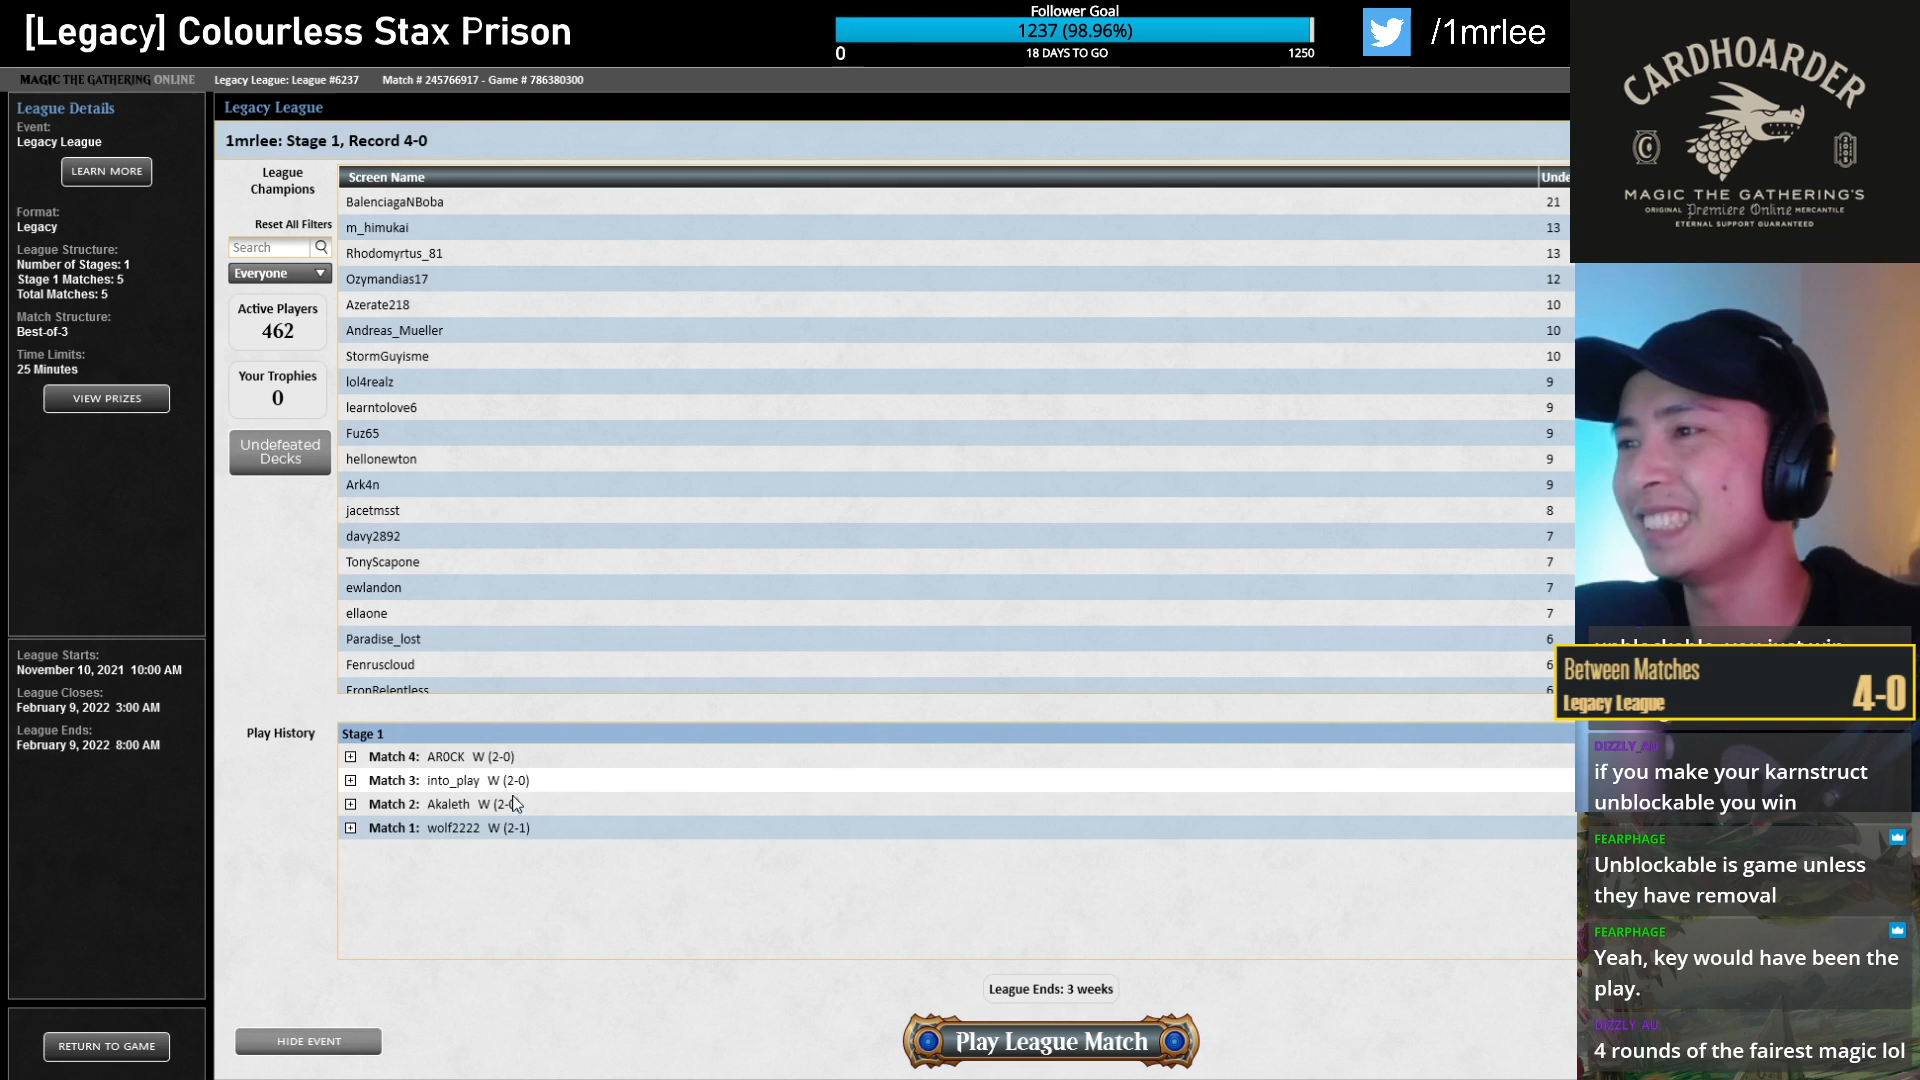 [Legacy] Colourless Stax Prison
Follower Goal
1237 (98.96%)
0
18 DAYS TO GO
1250
/1mrlee
MAGIC THE GATHERING ONLINE
Legacy League: League #6237
Match # 245766917 - Game # 786380300
League Details
Event:
Legacy League
LEARN MORE
Format:
Legacy
League Structure:
Number of Stages: 1
Stage 1 Matches: 5
Total Matches: 5
Match Structure:
Best-of-3
Time Limits:
25 Minutes
VIEW PRIZES
League Starts:
November 10, 2021 10:00 AM
League Closes:
February 9, 2022 3:00 AM
League Ends:
February 9, 2022 8:00 AM
RETURN TO GAME
Legacy League
1mrlee: Stage 1, Record 4-0
League
Champions
Reset All Filters
Search
Everyone
Active Players
462
Your Trophies
0
Undefeated
Decks
Screen Name Unde
BalenciagaNBoba 21
m_himukai 13
Rhodomyrtus_81 13
Ozymandias17 12
Azerate218 10
Andreas_Mueller 10
StormGuyisme 10
lol4realz 9
learntolove6 9
Fuz65 9
hellonewton 9
Ark4n 9
jacetmsst 8
davy2892 7
TonyScapone 7
ewlandon 7
ellaone 7
Paradise_lost 6
Fenruscloud 6
EronRelentless 6
Play History
Stage 1
Match 4: AR0CK W (2-0)
Match 3: into_play W (2-0)
Match 2: Akaleth W (2-
Match 1: wolf2222 W (2-1)
League Ends: 3 weeks
HIDE EVENT
Play League Match
CARDHOARDER
MAGIC THE GATHERING'S
ORIGINAL Premiere Online MERCANTILE
ETERNAL SUPPORT GUARANTEED
Between Matches
Legacy League
4-0
DIZZLY_AU
if you make your karnstruct
unblockable you win
FEARPHAGE
Unblockable is game unless
they have removal
FEARPHAGE
Yeah, key would have been the
play.
DIZZLY_AU
4 rounds of the fairest magic lol